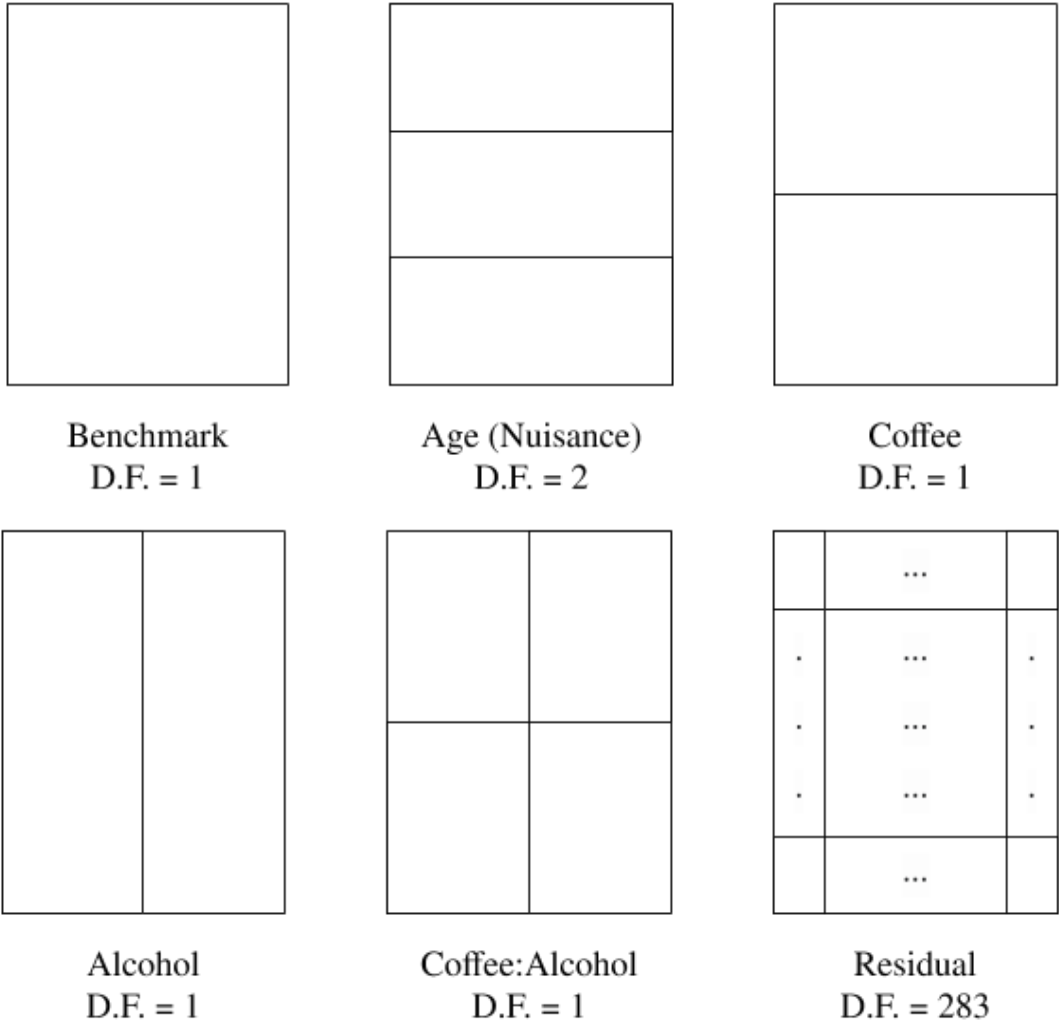 Benchmark
D.F. = 1
Age (Nuisance)
D.F. = 2
Coffee
D.F. = 1
...
. ... .
. ... .
. ... .
...
Alcohol
D.F. = 1
Coffee:Alcohol
D.F. = 1
Residual
D.F. = 283